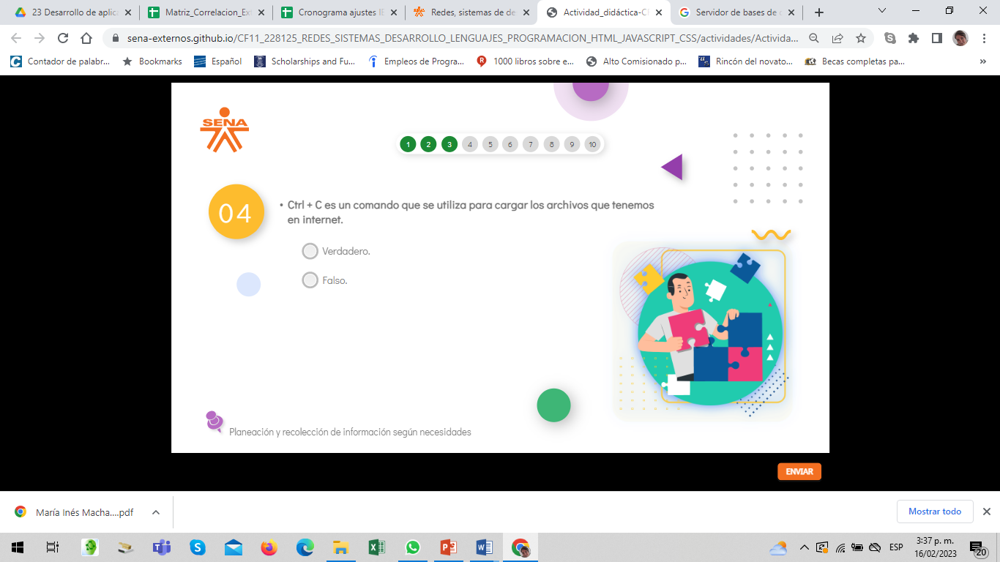 23 Desarrollo de aplica
Matriz_Correlacion_Ext
Cronograma ajustes IE
Redes, sistemas de de
Actividad_didáctica-CF
Servidor de bases de d
sena-externos.github.io/CF11_228125_REDES_SISTEMAS_DESARROLLO_LENGUAJES_PROGRAMACION_HTML_JAVASCRIPT_CSS/actividades/Activida...
Contador de palabr...
Bookmarks
Español
Scholarships and Fu...
Empleos de Progra...
1000 libros sobre e...
Alto Comisionado p...
Rincón del novato...
Becas completas pa...
SENA
1 2 3 4 5 6 7 8 9 10
04
• Ctrl + C es un comando que se utiliza para cargar los archivos que tenemos
en internet.
Verdadero.
Falso.
Planeación y recolección de información según necesidades
ENVIAR
María Inés Macha....pdf
Mostrar todo
ESP
3:37 p. m.
16/02/2023
20